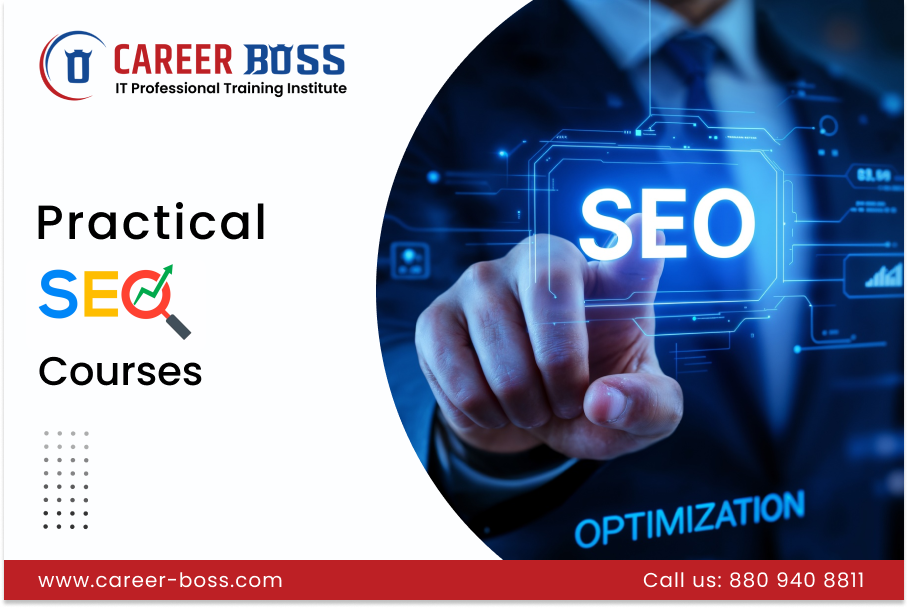 CAREER BOSS
IT Professional Training Institute
Practical
SEO
Courses
SEO
OPTIMIZATION
www.career-boss.com
Call us: 880 940 8811